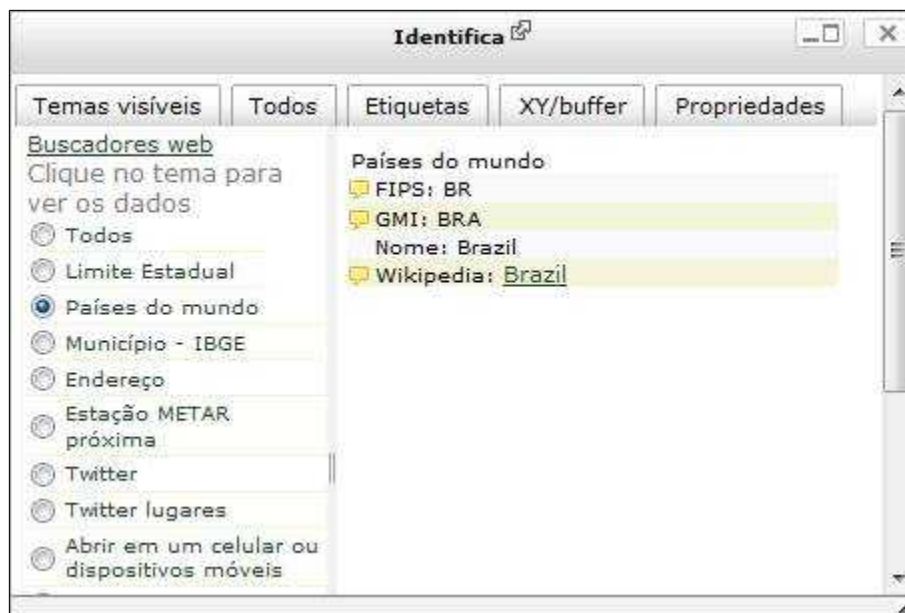 Identifica
Temas visíveis
Todos
Etiquetas
XY/buffer
Propriedades
Buscadores web
Clique no tema para
ver os dados
Todos
Limite Estadual
Países do mundo
Município - IBGE
Endereço
Estação METAR
próxima
Twitter
Twitter lugares
Abrir em um celular ou
dispositivos móveis
Países do mundo
FIPS: BR
GMI: BRA
Nome: Brazil
Wikipedia: Brazil